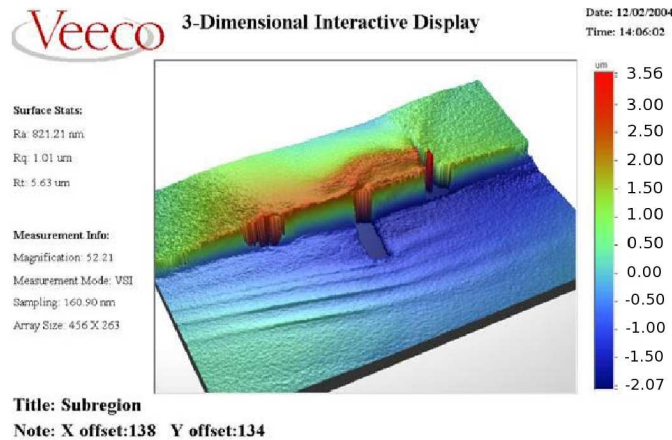 Veeco
3-Dimensional Interactive Display
Date: 12/02/2004
Time: 14:06:02
Surface Stats:
Ra: 821.21 nm
Rq: 1.01 um
Rt: 5.63 um
Measurement Info:
Magnification: 52.21
Measurement Mode: VSI
Sampling: 160.90 nm
Array Size: 456 X 263
um
3.56
3.00
2.50
2.00
1.50
1.00
0.50
0.00
-0.50
-1.00
-1.50
-2.07
Title: Subregion
Note: X offset:138 Y offset:134